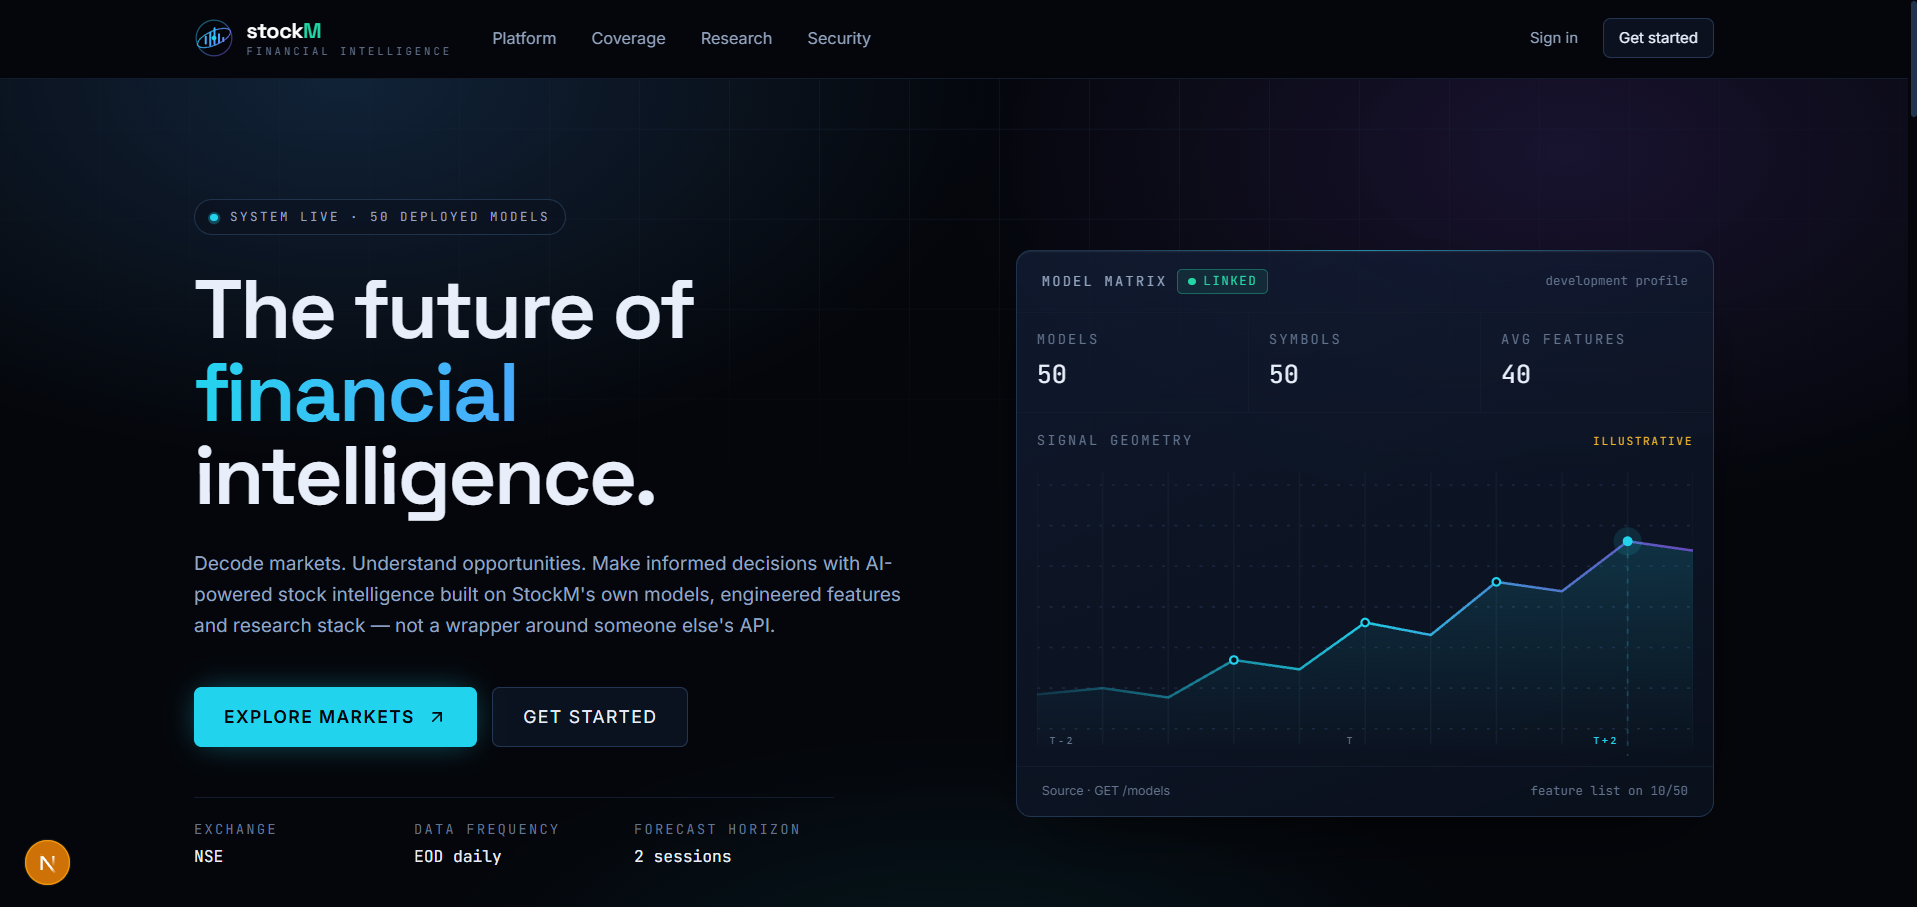 stockM
FINANCIAL INTELLIGENCE
Platform
Coverage
Research
Security
Sign in
Get started
SYSTEM LIVE · 50 DEPLOYED MODELS
The future of
financial
intelligence.
Decode markets. Understand opportunities. Make informed decisions with AI-
powered stock intelligence built on StockM's own models, engineered features
and research stack — not a wrapper around someone else's API.
EXPLORE MARKETS
GET STARTED
EXCHANGE
NSE
DATA FREQUENCY
EOD daily
FORECAST HORIZON
2 sessions
MODEL MATRIX
LINKED
development profile
MODELS
50
SYMBOLS
50
AVG FEATURES
40
SIGNAL GEOMETRY
ILLUSTRATIVE
T-2
T
T+2
Source · GET /models
feature list on 10/50
N